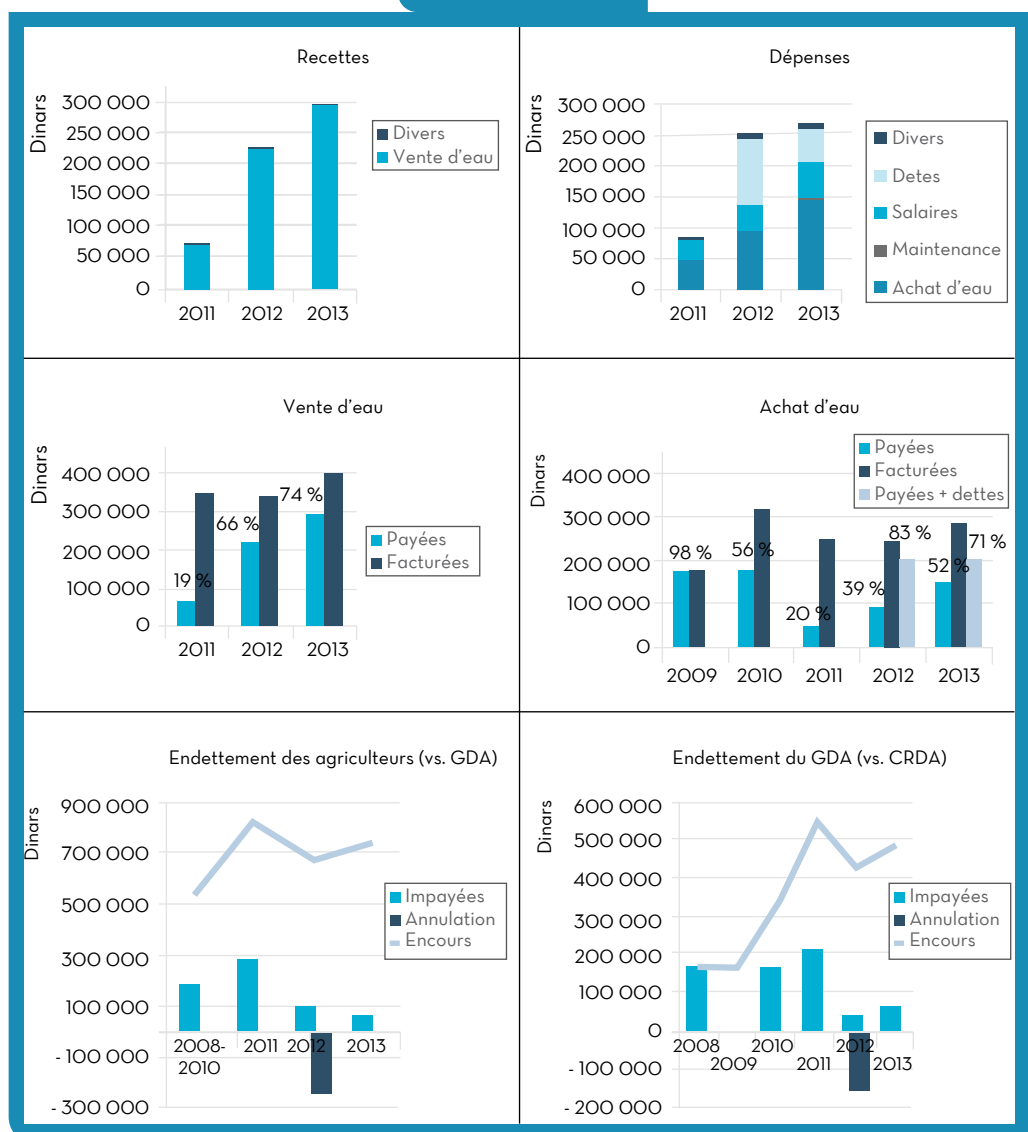 Recettes
Dinars
300 000
250 000
200 000
150 000
100 000
50 000
0
2011
2012
2013
Divers
Vente d'eau
Dépenses
Dinars
300 000
250 000
200 000
150 000
100 000
50 000
0
2011
2012
2013
Divers
Detes
Salaires
Maintenance
Achat d'eau
Vente d'eau
Dinars
400 000
300 000
200 000
100 000
0
19 %
66 %
74 %
2011
2012
2013
Payées
Facturées
Achat d'eau
Dinars
Payées
Facturées
Payées + dettes
400 000
300 000
200 000
100 000
0
98 %
56 %
20 %
39 %
83 %
52 %
71 %
2009
2010
2011
2012
2013
Endettement des agriculteurs (vs. GDA)
Dinars
900 000
700 000
500 000
300 000
100 000
- 100 000
- 300 000
2008-
2010
2011
2012
2013
Impayées
Annulation
Encours
Endettement du GDA (vs. CRDA)
Dinars
600 000
500 000
400 000
300 000
200 000
100 000
0
- 100 000
- 200 000
2008
2009
2010
2011
2012
2013
Impayées
Annulation
Encours